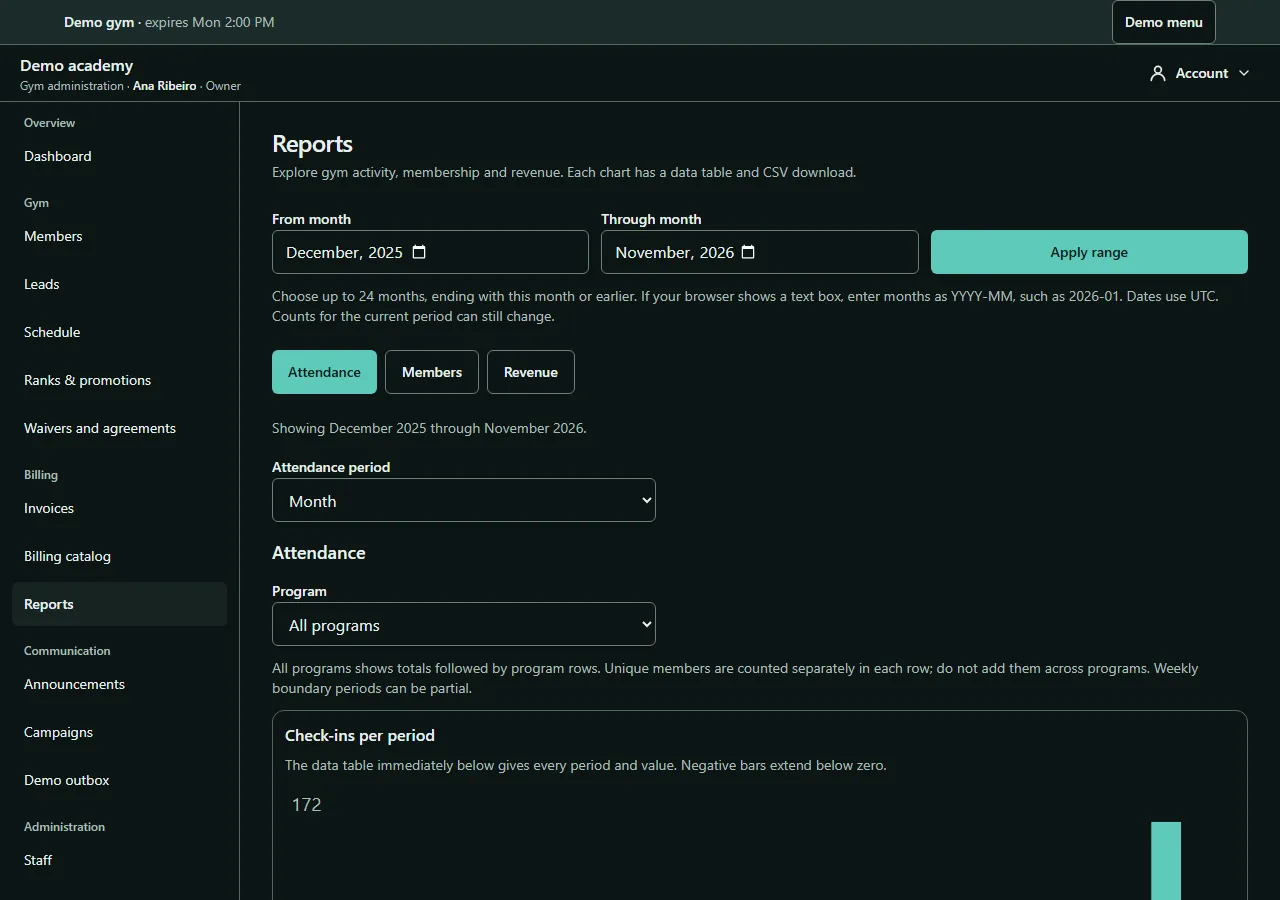 Demo gym · expires Mon 2:00 PM
Demo menu
Demo academy
Gym administration · Ana Ribeiro · Owner
Account
Overview
Dashboard
Gym
Members
Leads
Schedule
Ranks & promotions
Waivers and agreements
Billing
Invoices
Billing catalog
Reports
Communication
Announcements
Campaigns
Demo outbox
Administration
Staff
Reports
Explore gym activity, membership and revenue. Each chart has a data table and CSV download.
From month
December, 2025
Through month
November, 2026
Apply range
Choose up to 24 months, ending with this month or earlier. If your browser shows a text box, enter months as YYYY-MM, such as 2026-01. Dates use UTC.
Counts for the current period can still change.
Attendance
Members
Revenue
Showing December 2025 through November 2026.
Attendance period
Month
Attendance
Program
All programs
All programs shows totals followed by program rows. Unique members are counted separately in each row; do not add them across programs. Weekly
boundary periods can be partial.
Check-ins per period
The data table immediately below gives every period and value. Negative bars extend below zero.
172